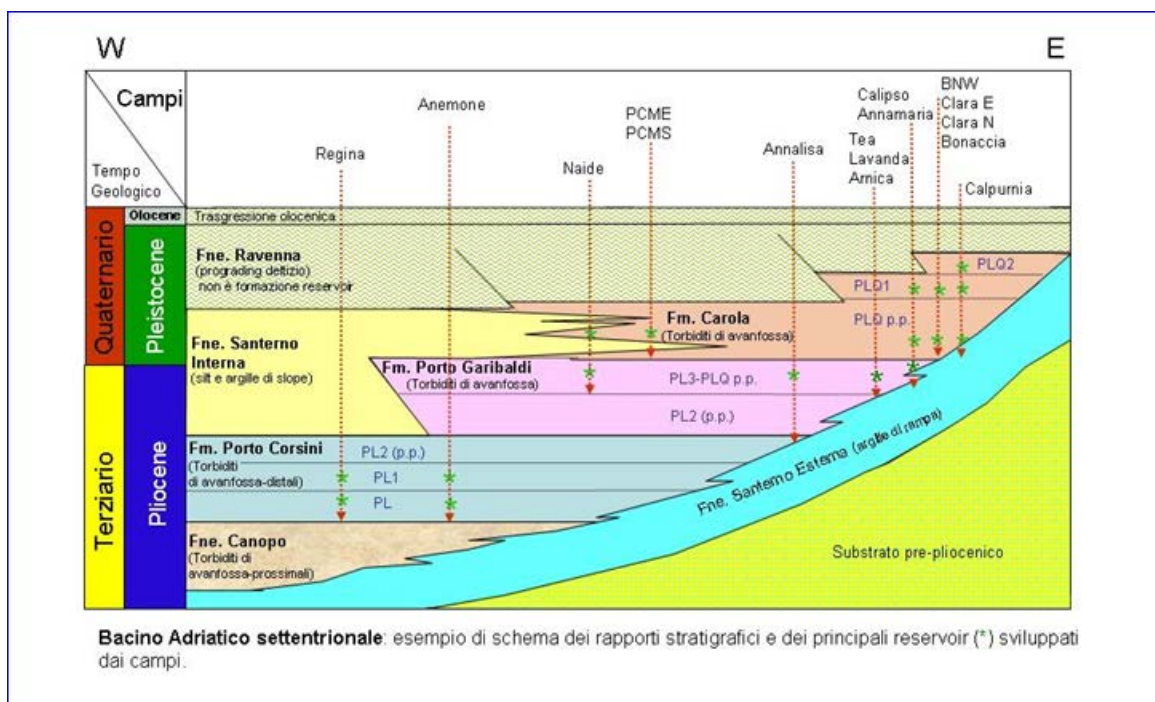 W
E
Campi
Tempo
Geologico
Regina
Anemone
Naide
PCME
PCMS
Annalisa
Calipso
Annamaria
Tea
Lavanda
Arnica
BNW
Clara E
Clara N
Bonaccia
Calpurnia
Quaternario
Terziario
Olocene
Pleistocene
Pliocene
Trasgressione olocenica
Fne. Ravenna
(prograding deltizio)
non è formazione reservoir
PLQ2
PLQ1
PLQ p.p.
Fm. Carola
(Torbiditi di avanfossa)
Fne. Santerno
Interna
(silt e argille di slope)
Fm. Porto Garibaldi
(Torbiditi di avanfossa)
PL3-PLQ p.p.
PL2 (p.p.)
Fm. Porto Corsini
(Torbiditi
di avanfossa-distali)
PL2 (p.p.)
PL1
PL
Fne. Canopo
(Torbiditi di
avanfossa-prossimali)
Fne. Santerno Esterna (argille di rampa)
Substrato pre-pliocenico
Bacino Adriatico settentrionale: esempio di schema dei rapporti stratigrafici e dei principali reservoir (*) sviluppati
dai campi.